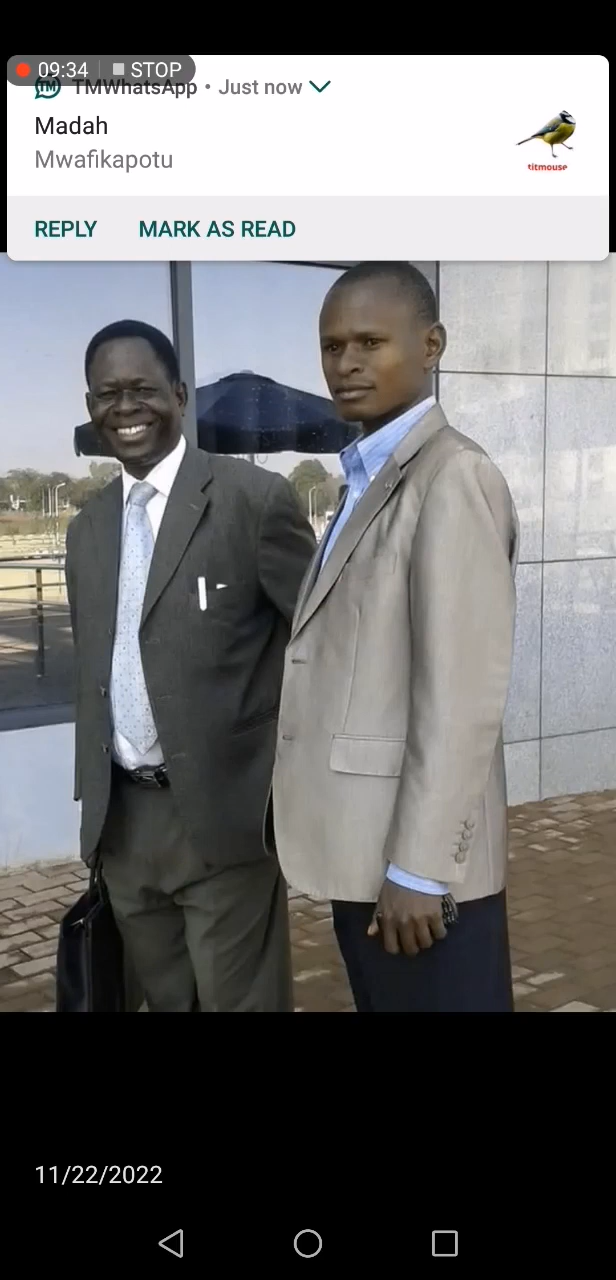 09:34 STOP
TMWhatsApp • Just now
Madah
Mwafikapotu
titmouse
REPLY MARK AS READ
11/22/2022